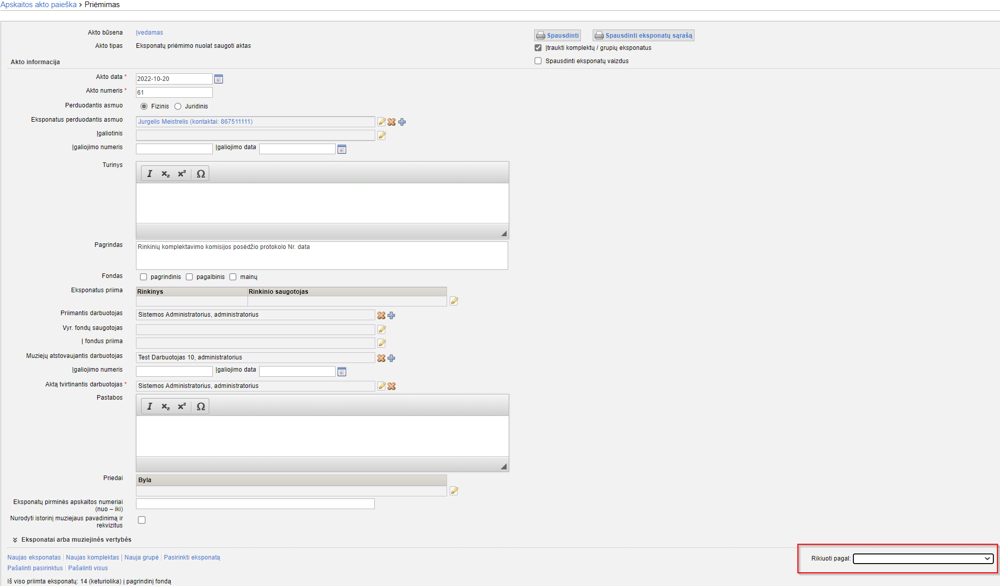 Apskaitos akto paieška > Priėmimas
Akto būsena Įvedamas
Spausdinti Spausdinti eksponatų sąrašą
Akto tipas Eksponatų priėmimo nuolat saugoti aktas
Įtraukti komplektų / grupių eksponatus
Spausdinti eksponatų vaizdus
Akto informacija
Akto data * 2022-10-20
Akto numeris * 61
Perduodantis asmuo Fizinis Juridinis
Eksponatus perduodantis asmuo Jurgelis Meistrelis (kontaktai: 867511111)
Įgaliotinis
Įgaliojimo numeris Įgaliojimo data
Turinys
I x₂ x² Ω
Pagrindas Rinkinių komplektavimo komisijos posėdžio protokolo Nr. data
Fondas pagrindinis pagalbinis mainų
Eksponatus priima Rinkinys Rinkinio saugotojas
Priimantis darbuotojas Sistemos Administratorius, administratorius
Vyr. fondų saugotojas
Į fondus priima
Muziejų atstovaujantis darbuotojas Test Darbuotojas 10, administratorius
Įgaliojimo numeris Įgaliojimo data
Aktą tvirtinantis darbuotojas * Sistemos Administratorius, administratorius
Pastabos
I x₂ x² Ω
Priedai Byla
Eksponatų pirminės apskaitos numeriai
(nuo – iki)
Nurodyti istorinį muziejaus pavadinimą ir
rekvizitus
Eksponatai arba muziejinės vertybės
Naujas eksponatas | Naujas komplektas | Nauja grupė | Pasirinkti eksponatą
Rikiuoti pagal:
Pašalinti pasirinktus | Pašalinti visus
Iš viso priimta eksponatų: 14 (keturiolika) į pagrindinį fondą